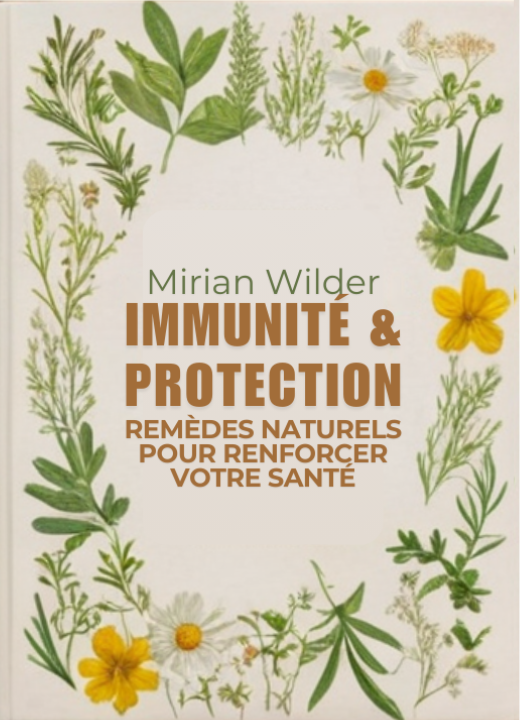 Mirian Wilder
IMMUNITÉ &
PROTECTION
REMÈDES NATURELS
POUR RENFORCER
VOTRE SANTÉ